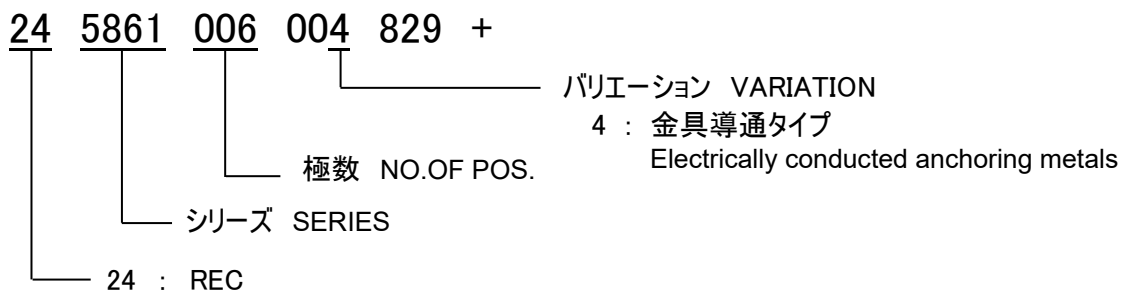 24 5861 006 004 829 +
バリエーション VARIATION
4 : 金具導通タイプ
Electrically conducted anchoring metals
極数 NO.OF POS.
シリーズ SERIES
24 : REC